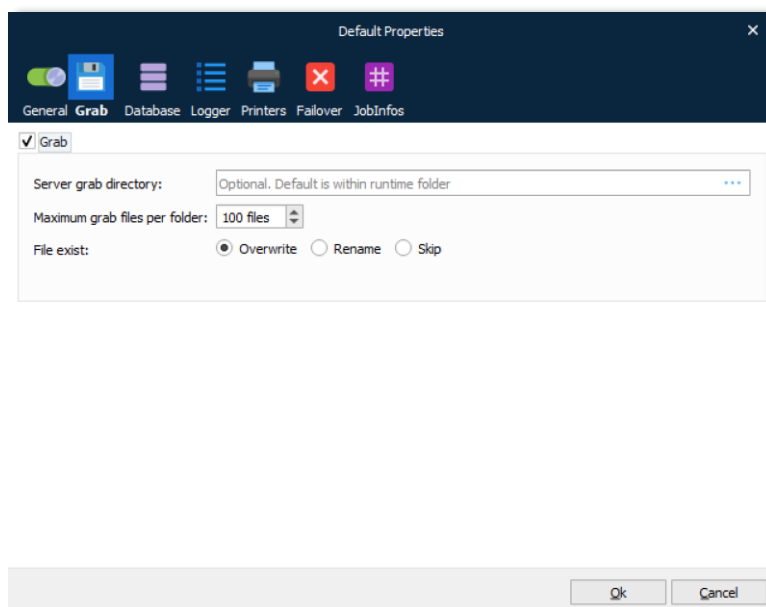 Default Properties
General Grab Database Logger Printers Failover JobInfos
Grab
Server grab directory: Optional. Default is within runtime folder
Maximum grab files per folder: 100 files
File exist: Overwrite Rename Skip
Ok Cancel